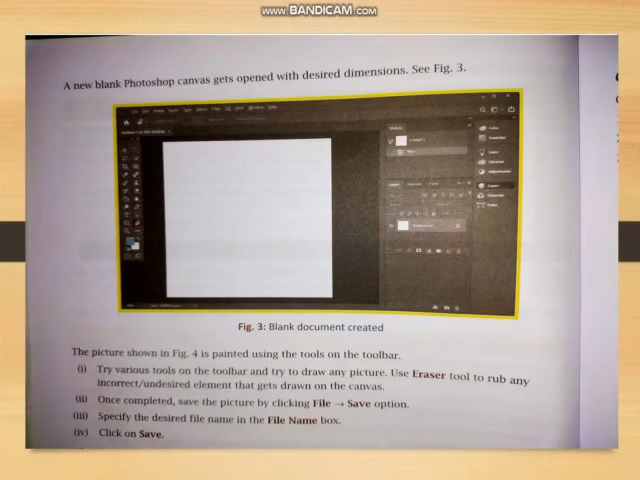 www.BANDICAM.com
A new blank Photoshop canvas gets opened with desired dimensions. See Fig. 3.
Fig. 3: Blank document created
The picture shown in Fig. 4 is painted using the tools on the toolbar.
(i) Try various tools on the toolbar and try to draw any picture. Use Eraser tool to rub any
incorrect/undesired element that gets drawn on the canvas.
(ii) Once completed, save the picture by clicking File → Save option.
(iii) Specify the desired file name in the File Name box.
(iv) Click on Save.